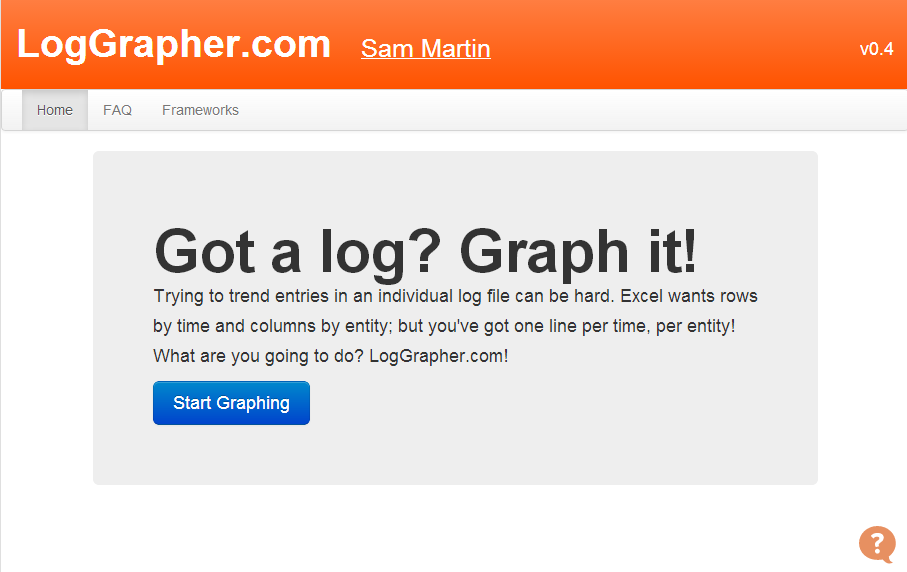 LogGrapher.com Sam Martin v0.4
Home FAQ Frameworks
Got a log? Graph it!
Trying to trend entries in an individual log file can be hard. Excel wants rows
by time and columns by entity; but you've got one line per time, per entity!
What are you going to do? LogGrapher.com!
Start Graphing
?